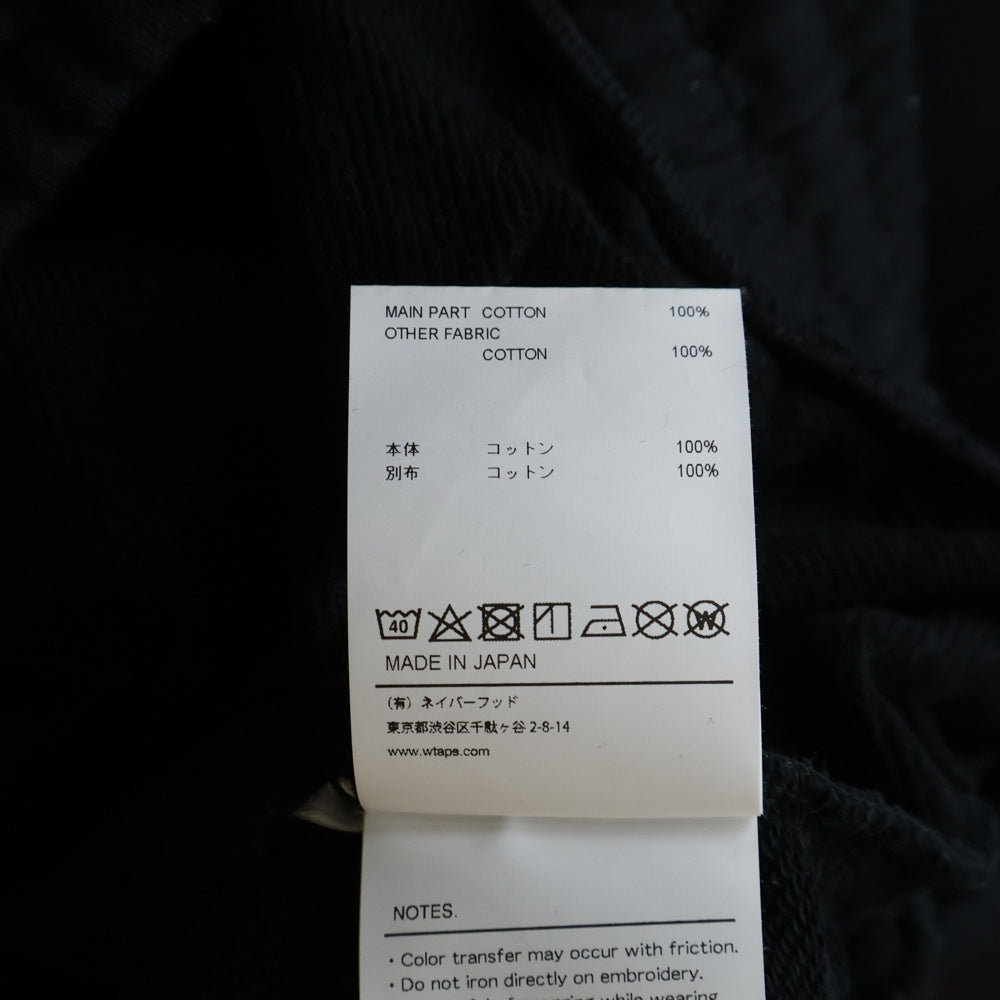 MAIN PART COTTON 100%
OTHER FABRIC
COTTON 100%
本体 コットン 100%
別布 コットン 100%
40
W
MADE IN JAPAN
(有) ネイバーフッド
東京都渋谷区千駄ヶ谷 2-8-14
www.wtaps.com
NOTES.
・Color transfer may occur with friction.
・Do not iron directly on embroidery.
while wearing